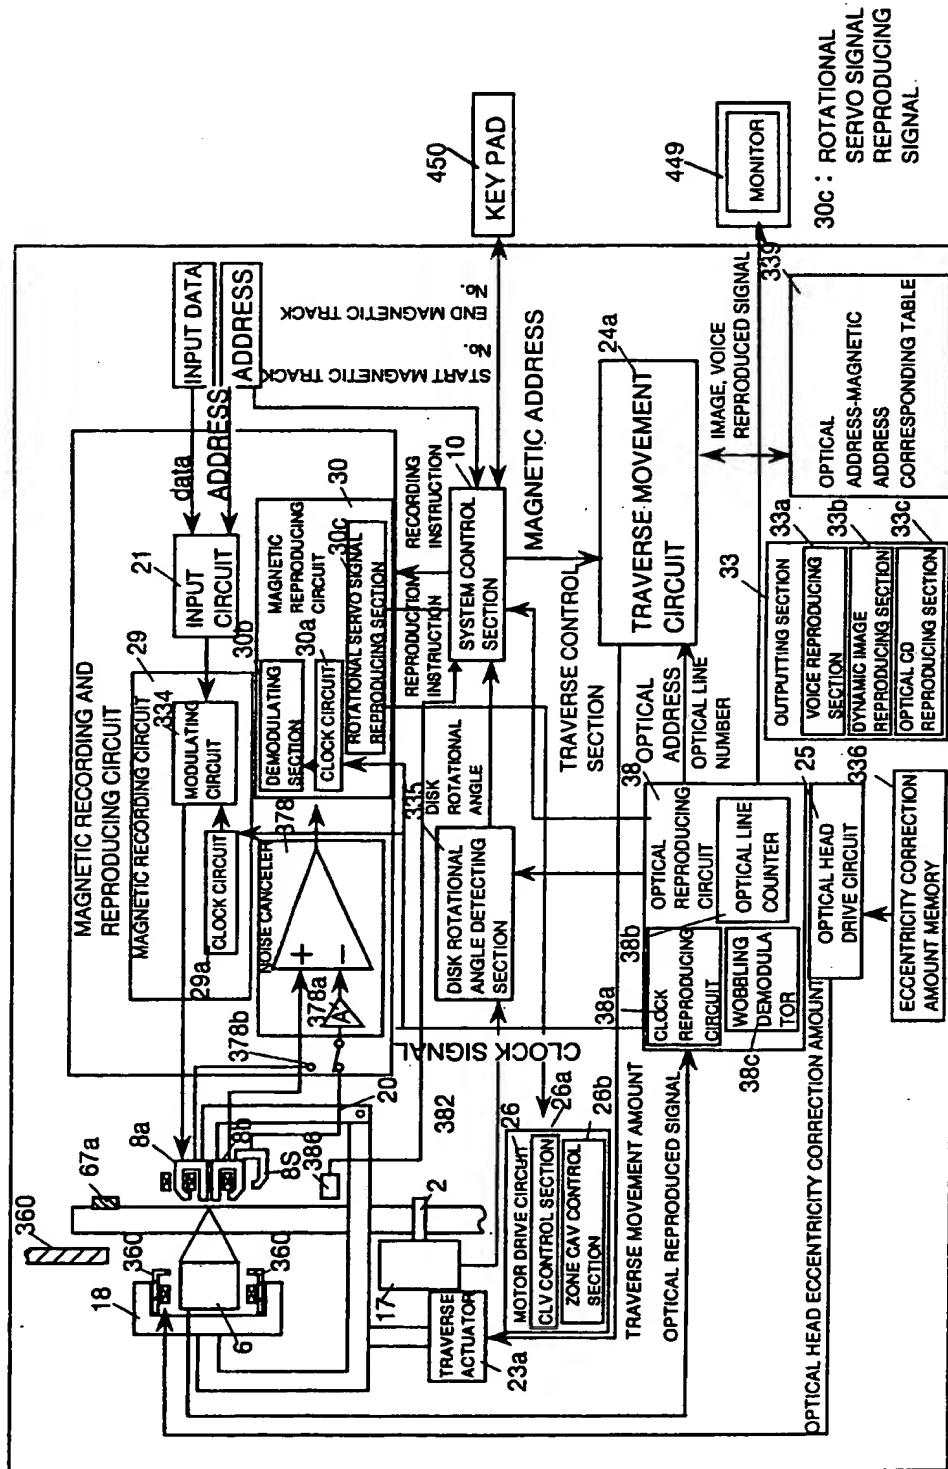 MAGNETIC RECORDING AND
REPRODUCING CIRCUIT
29
MAGNETIC RECORDING CIRCUIT
334
MODULATING
CIRCUIT
CLOCK CIRCUIT
29a
21
INPUT
CIRCUIT
data
ADDRESS
INPUT DATA
ADDRESS
30b
MAGNETIC
REPRODUCING
CIRCUIT
30
30a
30c
DEMODULATING
SECTION
CLOCK CIRCUIT
ROTATIONAL SERVO SIGNAL
REPRODUCING SECTION
NOISE CANCELER
378
+
−
378a
A
378b
8a
8b
8S
67a
360
360
360
18
6
20
386
382
2
17
TRAVERSE
ACTUATOR
23a
START MAGNETIC TRACK No.
END MAGNETIC TRACK No.
450
KEY PAD
RECORDING
INSTRUCTION
REPRODUCTION
INSTRUCTION
10
SYSTEM CONTROL
SECTION
MAGNETIC ADDRESS
335
DISK
ROTATIONAL
ANGLE
DISK ROTATIONAL
ANGLE DETECTING
SECTION
CLOCK SIGNAL
26
26a
26b
MOTOR DRIVE CIRCUIT
CLV CONTROL SECTION
ZONE CAV CONTROL
SECTION
TRAVERSE CONTROL
SECTION
24a
TRAVERSE MOVEMENT
CIRCUIT
OPTICAL
ADDRESS
OPTICAL LINE
NUMBER
TRAVERSE MOVEMENT AMOUNT
OPTICAL REPRODUCED SIGNAL
38
OPTICAL
REPRODUCING
CIRCUIT
38b
OPTICAL LINE
COUNTER
38a
CLOCK
REPRODUCING
CIRCUIT
WOBBLING
DEMODULA
TOR
38c
IMAGE, VOICE
REPRODUCED SIGNAL
449
MONITOR
339
OPTICAL
ADDRESS-MAGNETIC
ADDRESS
CORRESPONDING TABLE
33
33a
33b
33c
OUTPUTTING SECTION
VOICE REPRODUCING
SECTION
DYNAMIC IMAGE
REPRODUCING SECTION
OPTICAL CD
REPRODUCING SECTION
25
OPTICAL HEAD
DRIVE CIRCUIT
336
ECCENTRICITY CORRECTION
AMOUNT MEMORY
OPTICAL HEAD ECCENTRICITY CORRECTION AMOUNT
30c : ROTATIONAL
SERVO SIGNAL
REPRODUCING
SIGNAL.